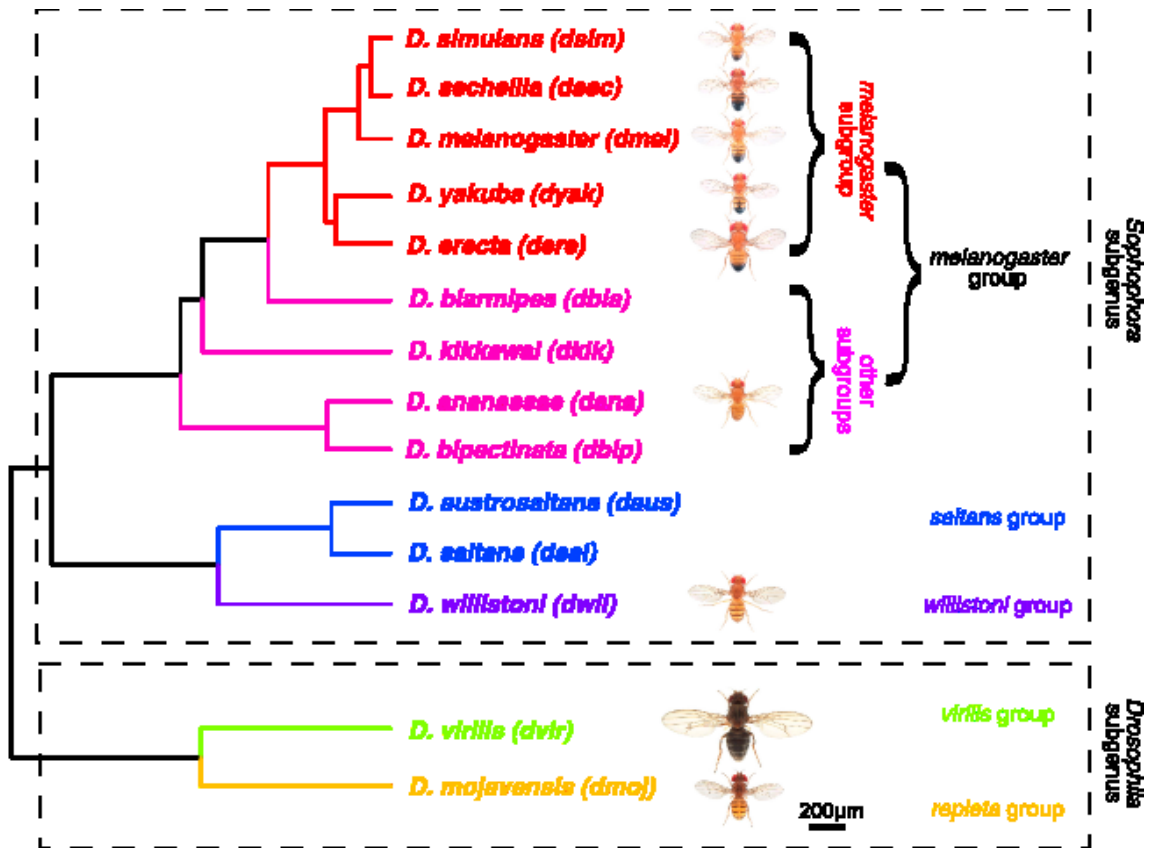 D. simulans (dsim)
D. sechellia (dsec)
D. melanogaster (dmel)
D. yakuba (dyak)
D. erecta (dere)
melanogaster
subgroup
D. biarmipes (dbia)
D. kikkawai (dkik)
D. ananassae (dana)
D. bipectinata (dbip)
other
subgroups
melanogaster
group
D. austrosaltans (daus)
D. saltans (dsal)
saltans group
D. willistoni (dwil)
willistoni group
Sophophora
subgenus
D. virilis (dvir)
virilis group
D. mojavensis (dmoj)
200μm
repleta group
Drosophila
subgenus